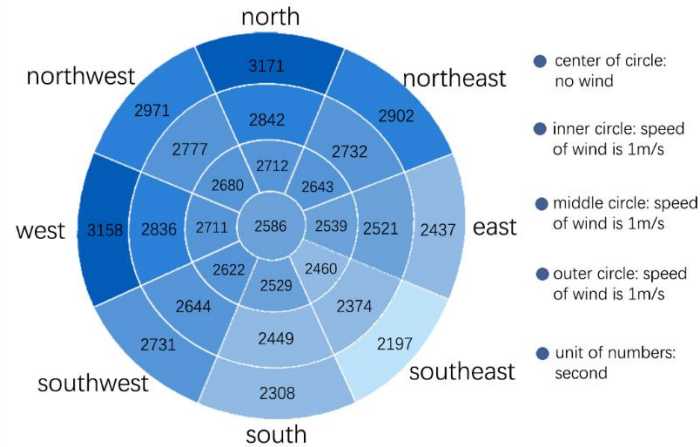 north
northwest
northeast
3171
2971
2902
2842
2777
2732
2712
2680
2643
west
3158
2836
2711
2586
2539
2521
2437
east
2622
2460
2529
2644
2374
2731
2449
2197
2308
southwest
southeast
south
center of circle:
no wind
inner circle: speed
of wind is 1m/s
middle circle: speed
of wind is 1m/s
outer circle: speed
of wind is 1m/s
unit of numbers:
second